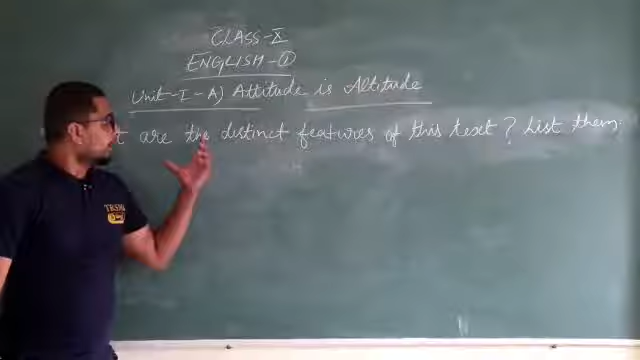 CLASS-X
ENGLISH-①
Unit-I-A) Attitude is Altitude
are the distinct features of this text? List them: